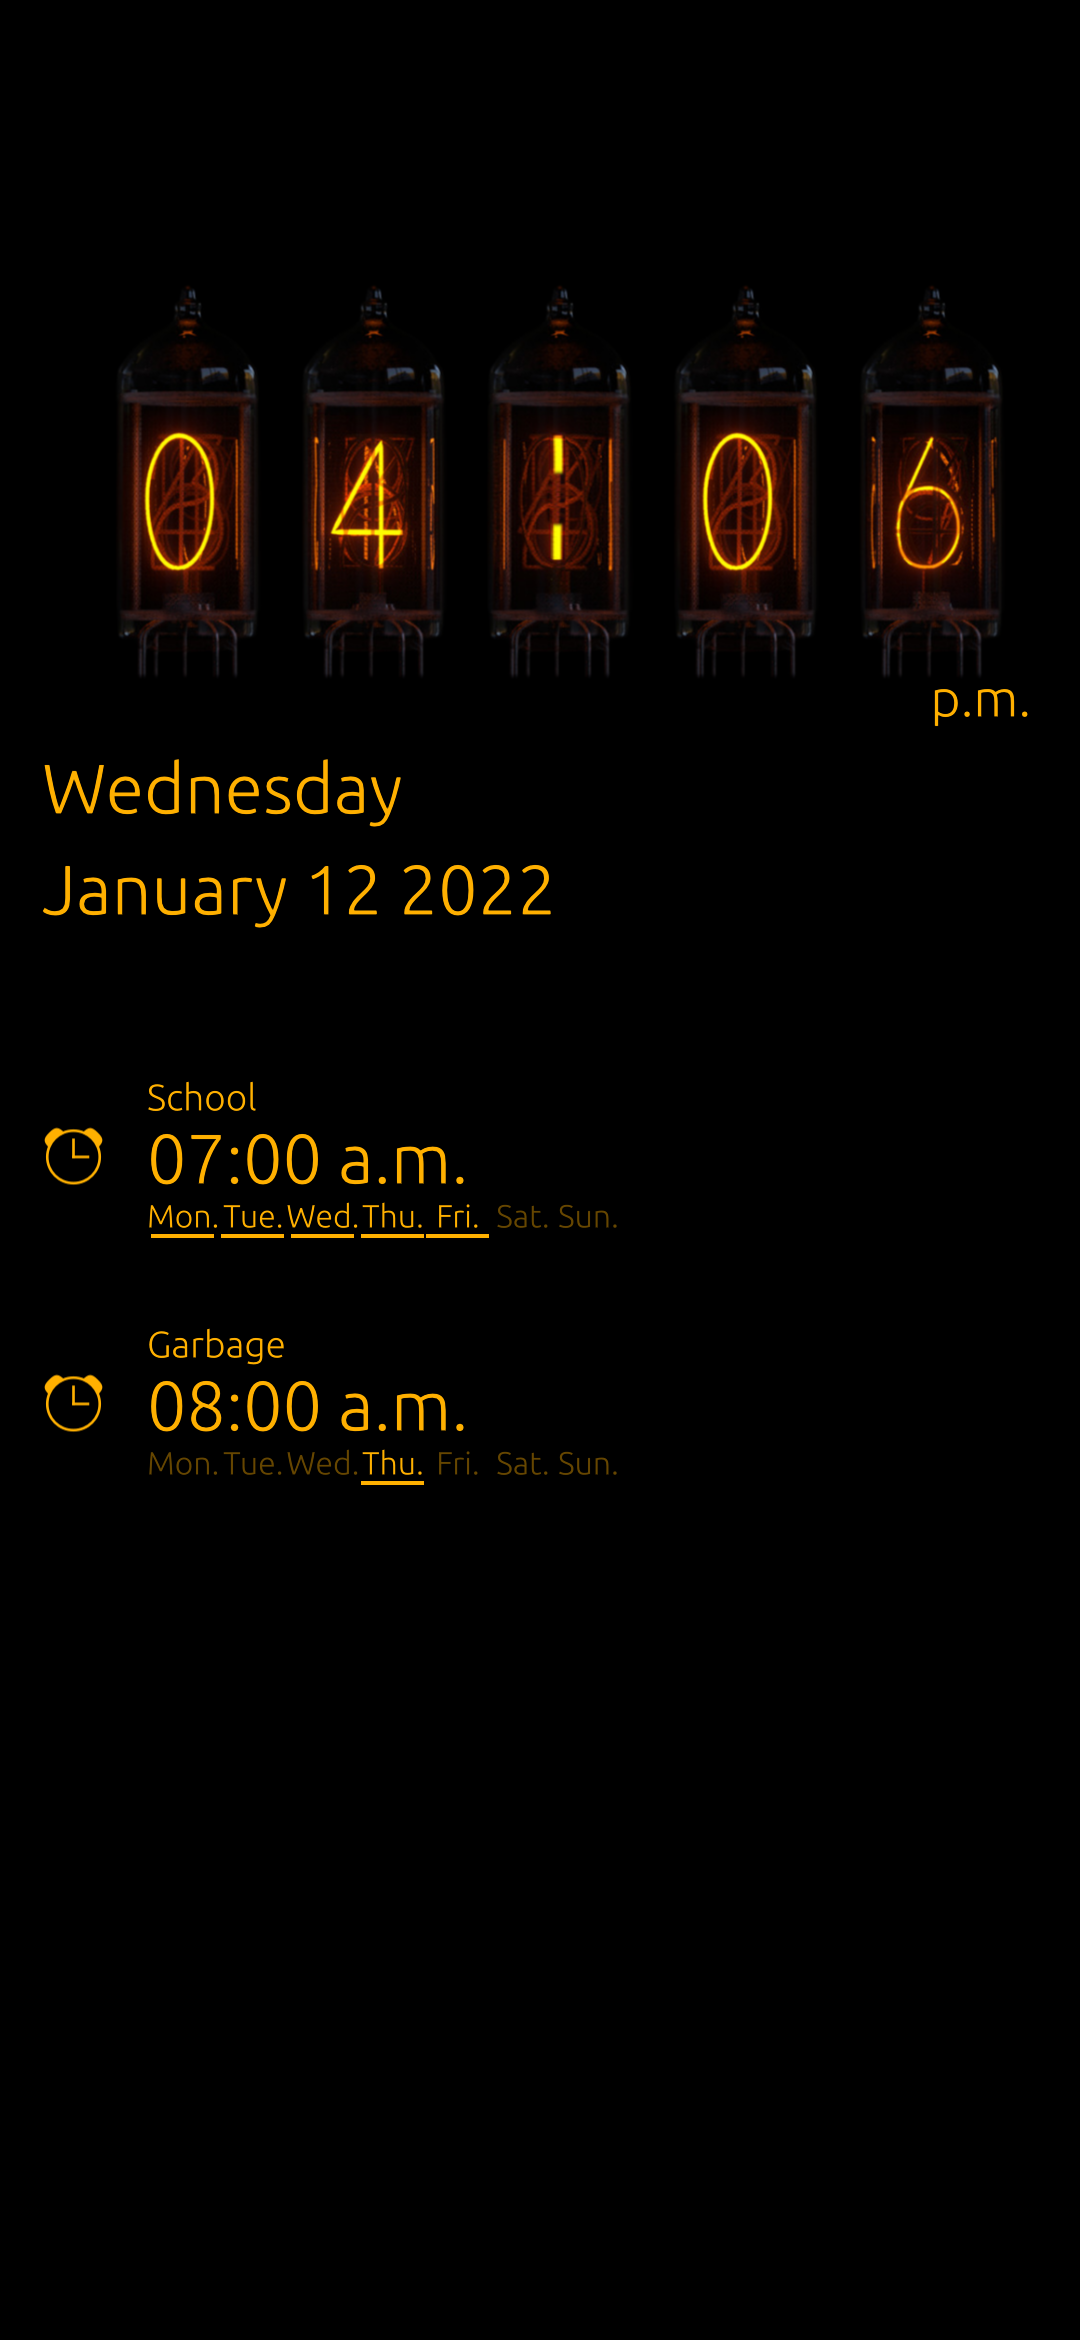 04:06
p.m.
Wednesday
January 12 2022
School
07:00 a.m.
Mon. Tue. Wed. Thu. Fri. Sat. Sun.
Garbage
08:00 a.m.
Mon. Tue. Wed. Thu. Fri. Sat. Sun.